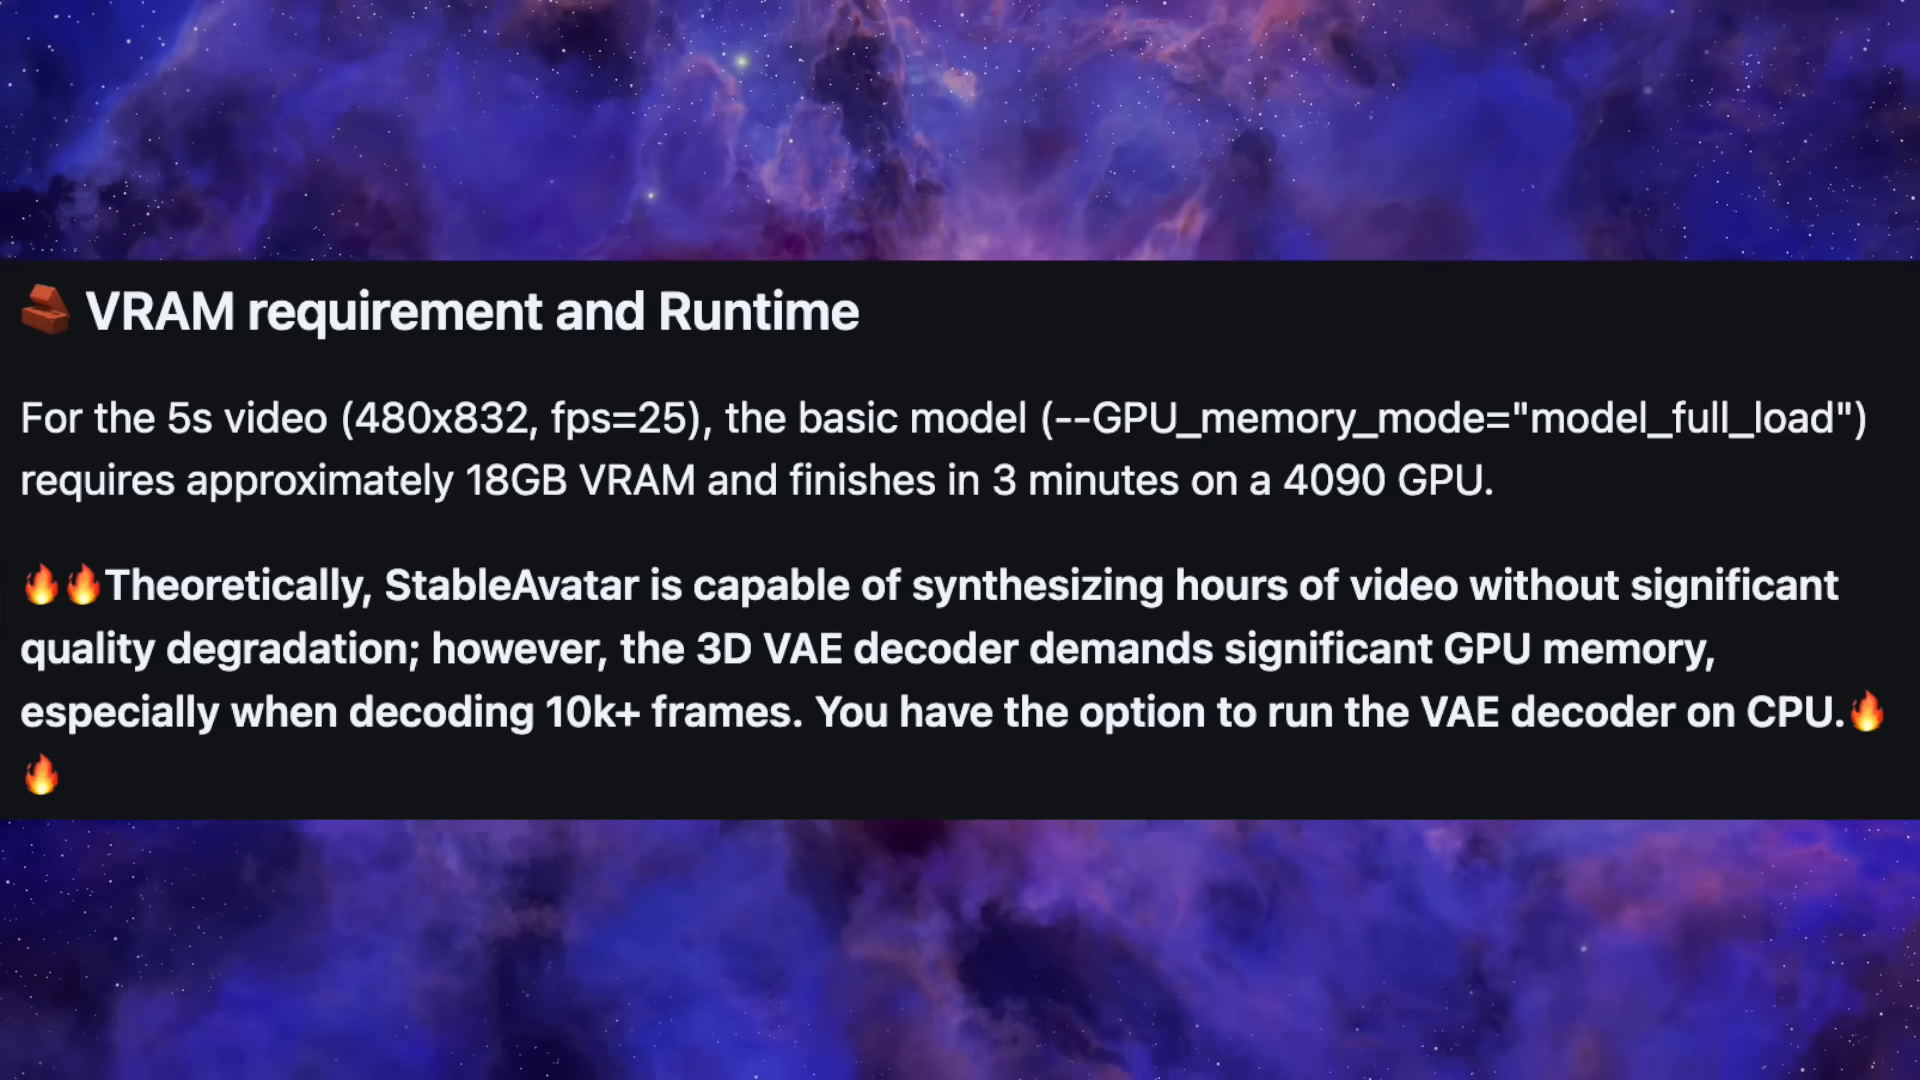 🧱 VRAM requirement and Runtime
For the 5s video (480x832, fps=25), the basic model (--GPU_memory_mode="model_full_load")
requires approximately 18GB VRAM and finishes in 3 minutes on a 4090 GPU.
🔥🔥Theoretically, StableAvatar is capable of synthesizing hours of video without significant
quality degradation; however, the 3D VAE decoder demands significant GPU memory,
especially when decoding 10k+ frames. You have the option to run the VAE decoder on CPU.🔥
🔥